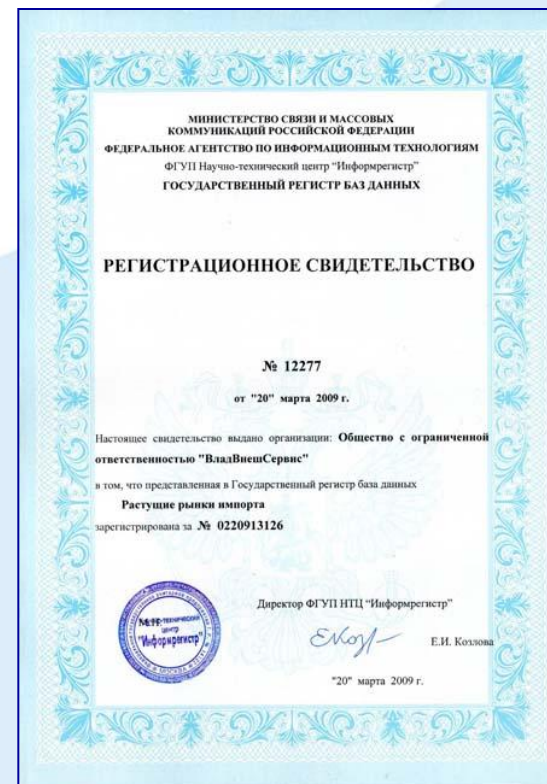 МИНИСТЕРСТВО СВЯЗИ И МАССОВЫХ
КОММУНИКАЦИЙ РОССИЙСКОЙ ФЕДЕРАЦИИ
ФЕДЕРАЛЬНОЕ АГЕНТСТВО ПО ИНФОРМАЦИОННЫМ ТЕХНОЛОГИЯМ
ФГУП Научно-технический центр "Информрегистр"
ГОСУДАРСТВЕННЫЙ РЕГИСТР БАЗ ДАННЫХ
РЕГИСТРАЦИОННОЕ СВИДЕТЕЛЬСТВО
№ 12277
от "20" марта 2009 г.
Настоящее свидетельство выдано организации: Общество с ограниченной
ответственностью "ВладВнешСервис"
в том, что представленная в Государственный регистр база данных
Растущие рынки импорта
зарегистрирована за № 0220913126
Директор ФГУП НТЦ "Информрегистр"
М.П.
центр
"Информрегистр"
Е.И. Козлова
"20" марта 2009 г.